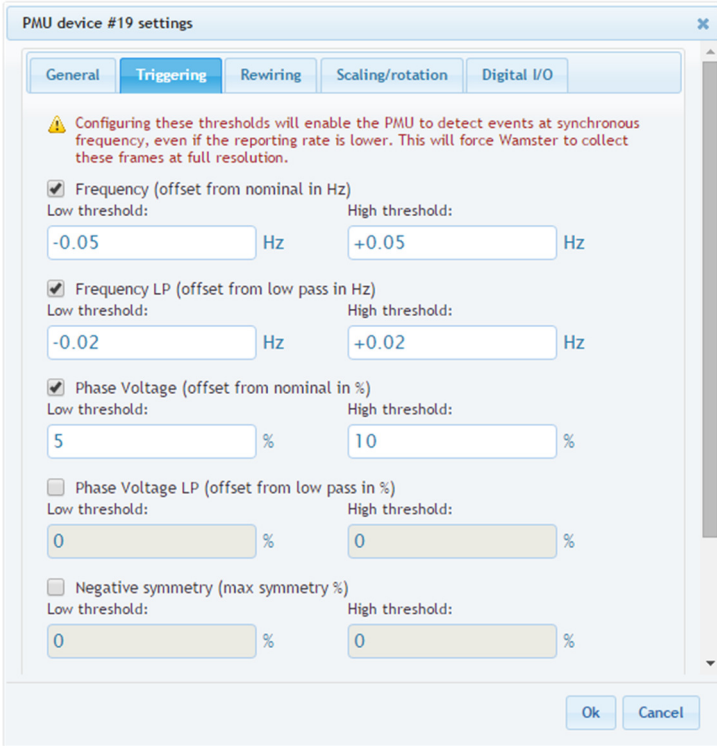 PMU device #19 settings
General Triggering Rewiring Scaling/rotation Digital I/O
Configuring these thresholds will enable the PMU to detect events at synchronous
frequency, even if the reporting rate is lower. This will force Wamster to collect
these frames at full resolution.
Frequency (offset from nominal in Hz)
Low threshold: High threshold:
-0.05 Hz +0.05 Hz
Frequency LP (offset from low pass in Hz)
Low threshold: High threshold:
-0.02 Hz +0.02 Hz
Phase Voltage (offset from nominal in %)
Low threshold: High threshold:
5 % 10 %
Phase Voltage LP (offset from low pass in %)
Low threshold: High threshold:
0 % 0 %
Negative symmetry (max symmetry %)
Low threshold: High threshold:
0 % 0 %
Ok Cancel